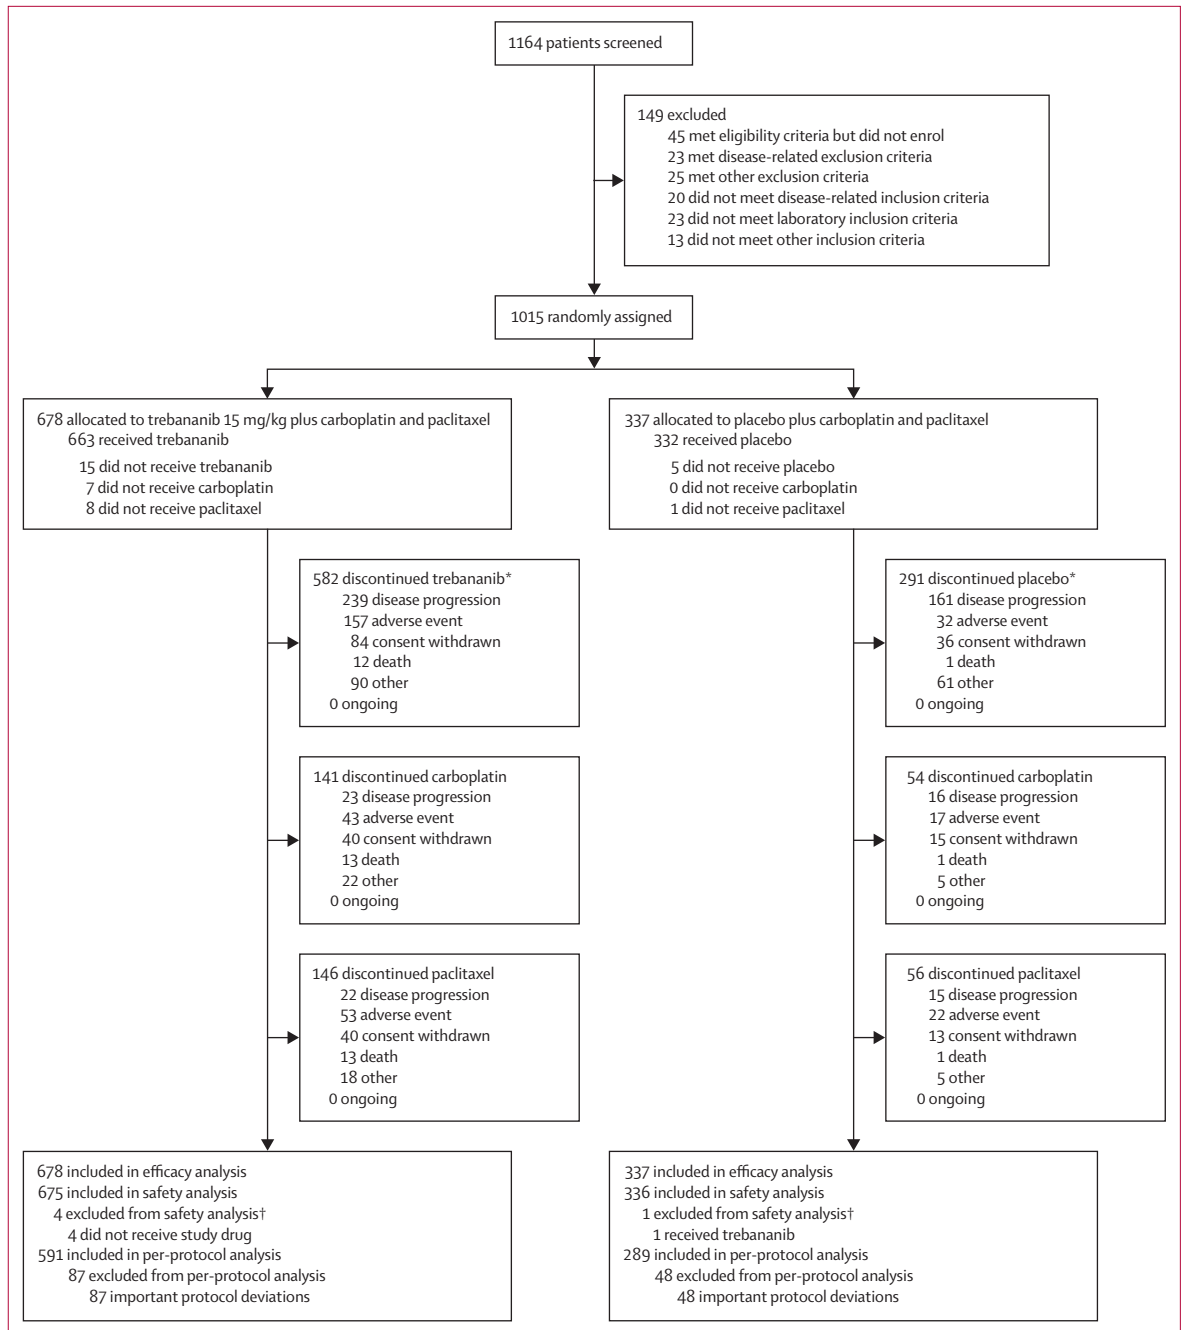 1164 patients screened
149 excluded
45 met eligibility criteria but did not enrol
23 met disease-related exclusion criteria
25 met other exclusion criteria
20 did not meet disease-related inclusion criteria
23 did not meet laboratory inclusion criteria
13 did not meet other inclusion criteria
1015 randomly assigned
678 allocated to trebananib 15 mg/kg plus carboplatin and paclitaxel
663 received trebananib
15 did not receive trebananib
7 did not receive carboplatin
8 did not receive paclitaxel
337 allocated to placebo plus carboplatin and paclitaxel
332 received placebo
5 did not receive placebo
0 did not receive carboplatin
1 did not receive paclitaxel
582 discontinued trebananib*
239 disease progression
157 adverse event
84 consent withdrawn
12 death
90 other
0 ongoing
291 discontinued placebo*
161 disease progression
32 adverse event
36 consent withdrawn
1 death
61 other
0 ongoing
141 discontinued carboplatin
23 disease progression
43 adverse event
40 consent withdrawn
13 death
22 other
0 ongoing
54 discontinued carboplatin
16 disease progression
17 adverse event
15 consent withdrawn
1 death
5 other
0 ongoing
146 discontinued paclitaxel
22 disease progression
53 adverse event
40 consent withdrawn
13 death
18 other
0 ongoing
56 discontinued paclitaxel
15 disease progression
22 adverse event
13 consent withdrawn
1 death
5 other
0 ongoing
678 included in efficacy analysis
675 included in safety analysis
4 excluded from safety analysis†
4 did not receive study drug
591 included in per-protocol analysis
87 excluded from per-protocol analysis
87 important protocol deviations
337 included in efficacy analysis
336 included in safety analysis
1 excluded from safety analysis†
1 received trebananib
289 included in per-protocol analysis
48 excluded from per-protocol analysis
48 important protocol deviations